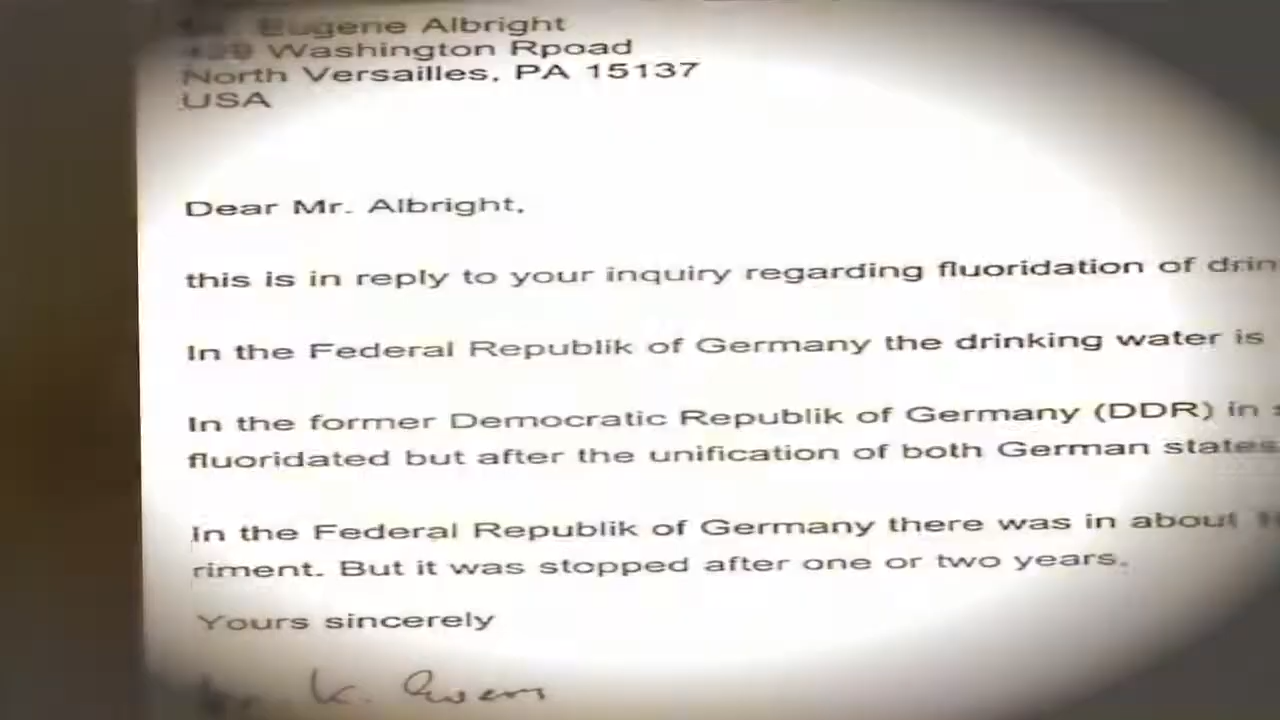 Eugene Albright
Washington Rpoad
North Versailles, PA 15137
USA
Dear Mr. Albright,
this is in reply to your inquiry regarding fluoridation of drin
In the Federal Republik of Germany the drinking water is
In the former Democratic Republik of Germany (DDR) in
fluoridated but after the unification of both German states
In the Federal Republik of Germany there was in about
riment. But it was stopped after one or two years.
Yours sincerely
K.